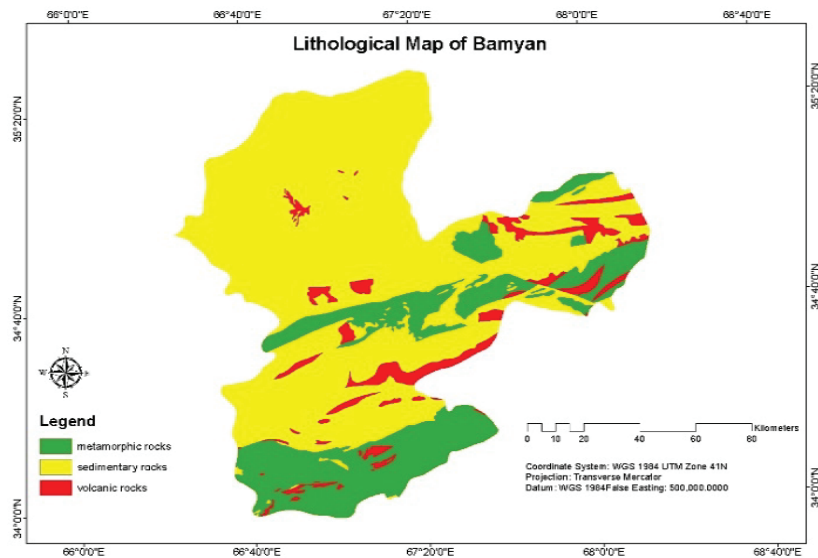 66°0'0"E 66°40'0"E 67°20'0"E 68°0'0"E 68°40'0"E
Lithological Map of Bamyan
35°20'0"N 35°20'0"N
34°40'0"N 34°40'0"N
N
W E
S
Legend
metamorphic rocks
sedimentary rocks
volcanic rocks
Kilometers
0 5 10 20 40 60 80
Coordinate System: WGS 1984 UTM Zone 41N
Projection: Transverse Mercator
Datum: WGS 1984False Easting: 500,000.0000
34°0'0"N 34°0'0"N
66°0'0"E 66°40'0"E 67°20'0"E 68°0'0"E 68°40'0"E